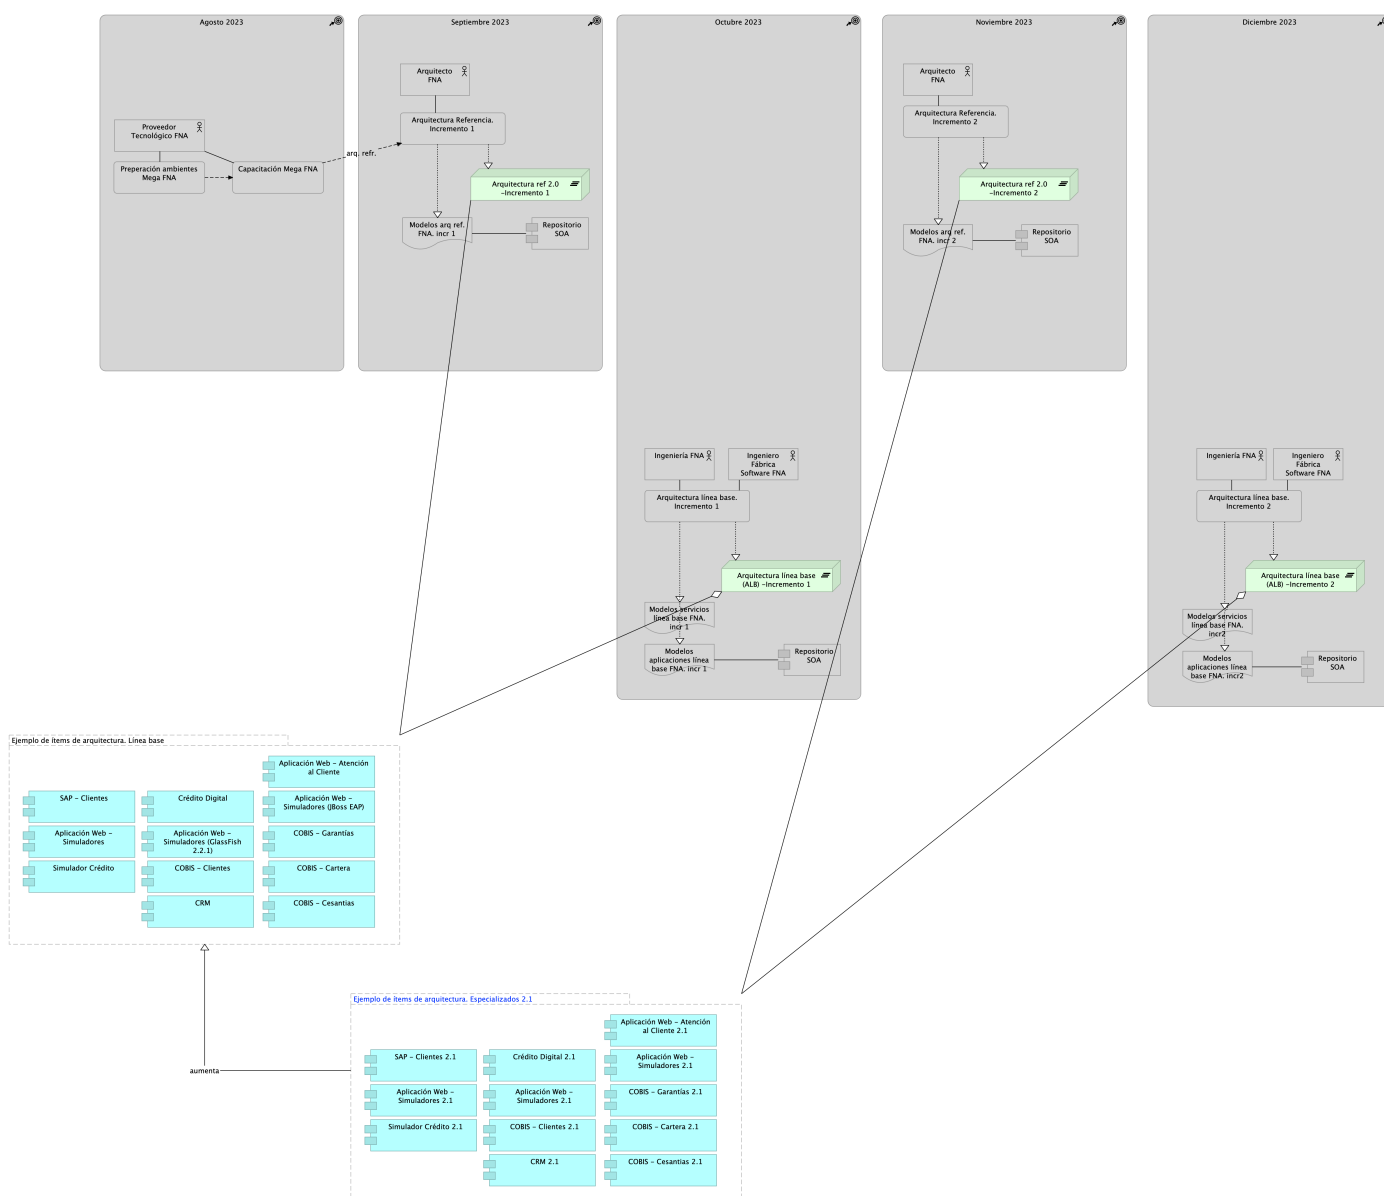 Agosto 2023
Proveedor
Tecnológico FNA
Preperación ambientes
Mega FNA
Capacitación Mega FNA
arq. refr.
Septiembre 2023
Arquitecto
FNA
Arquitectura Referencia.
Incremento 1
Arquitectura ref 2.0
-Incremento 1
Modelos arq ref.
FNA. incr 1
Repositorio
SOA
Octubre 2023
Ingeniería FNA
Ingeniero
Fábrica
Software FNA
Arquitectura línea base.
Incremento 1
Arquitectura línea base
(ALB) -Incremento 1
Modelos servicios
línea base FNA.
incr 1
Modelos
aplicaciones línea
base FNA. incr 1
Repositorio
SOA
Noviembre 2023
Arquitecto
FNA
Arquitectura Referencia.
Incremento 2
Arquitectura ref 2.0
-Incremento 2
Modelos arq ref.
FNA. incr 2
Repositorio
SOA
Diciembre 2023
Ingeniería FNA
Ingeniero
Fábrica
Software FNA
Arquitectura línea base.
Incremento 2
Arquitectura línea base
(ALB) -Incremento 2
Modelos servicios
línea base FNA.
incr2
Modelos
aplicaciones línea
base FNA. incr2
Repositorio
SOA
Ejemplo de ítems de arquitectura. Línea base
Aplicación Web - Atención
al Cliente
SAP - Clientes
Crédito Digital
Aplicación Web -
Simuladores (JBoss EAP)
Aplicación Web -
Simuladores
Aplicación Web -
Simuladores (GlassFish
2.2.1)
COBIS - Garantías
Simulador Crédito
COBIS - Clientes
COBIS - Cartera
CRM
COBIS - Cesantias
aumenta
Ejemplo de ítems de arquitectura. Especializados 2.1
Aplicación Web - Atención
al Cliente 2.1
SAP - Clientes 2.1
Crédito Digital 2.1
Aplicación Web -
Simuladores 2.1
Aplicación Web -
Simuladores 2.1
Aplicación Web -
Simuladores 2.1
COBIS - Garantías 2.1
Simulador Crédito 2.1
COBIS - Clientes 2.1
COBIS - Cartera 2.1
CRM 2.1
COBIS - Cesantias 2.1